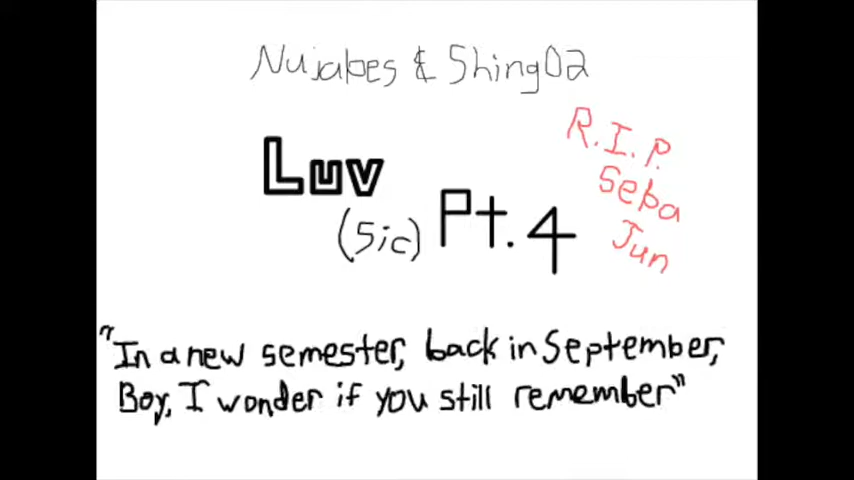 Nujabes & Shing02
Luv
(Sic) Pt. 4
R.I.P.
Seba
Jun
"In a new semester, back in September,
Boy, I wonder if you still remember"